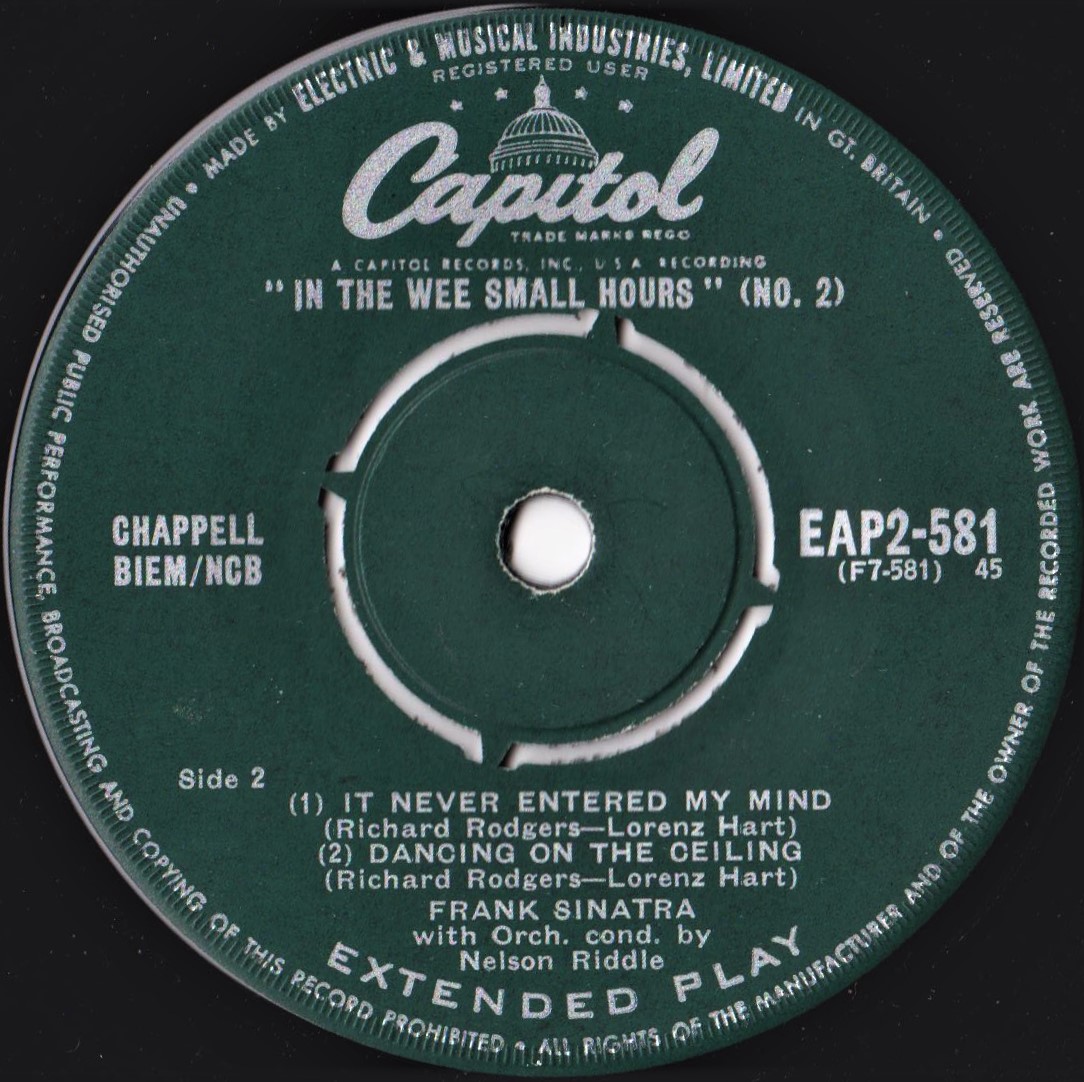 MADE BY ELECTRIC & MUSICAL INDUSTRIES, LIMITED IN GT. BRITAIN •
REGISTERED USER
Capitol
TRADE MARKS REGD
A CAPITOL RECORDS, INC., U S A RECORDING
"IN THE WEE SMALL HOURS" (NO. 2)
CHAPPELL
BIEM/NCB
EAP2-581
(F7-581) 45
Side 2
(1) IT NEVER ENTERED MY MIND
(Richard Rodgers—Lorenz Hart)
(2) DANCING ON THE CEILING
(Richard Rodgers—Lorenz Hart)
FRANK SINATRA
with Orch. cond. by
Nelson Riddle
EXTENDED PLAY
ALL RIGHTS OF THE MANUFACTURER AND OF THE OWNER OF THE RECORDED WORK ARE RESERVED •
UNAUTHORISED PUBLIC PERFORMANCE, BROADCASTING AND COPYING OF THIS RECORD PROHIBITED •